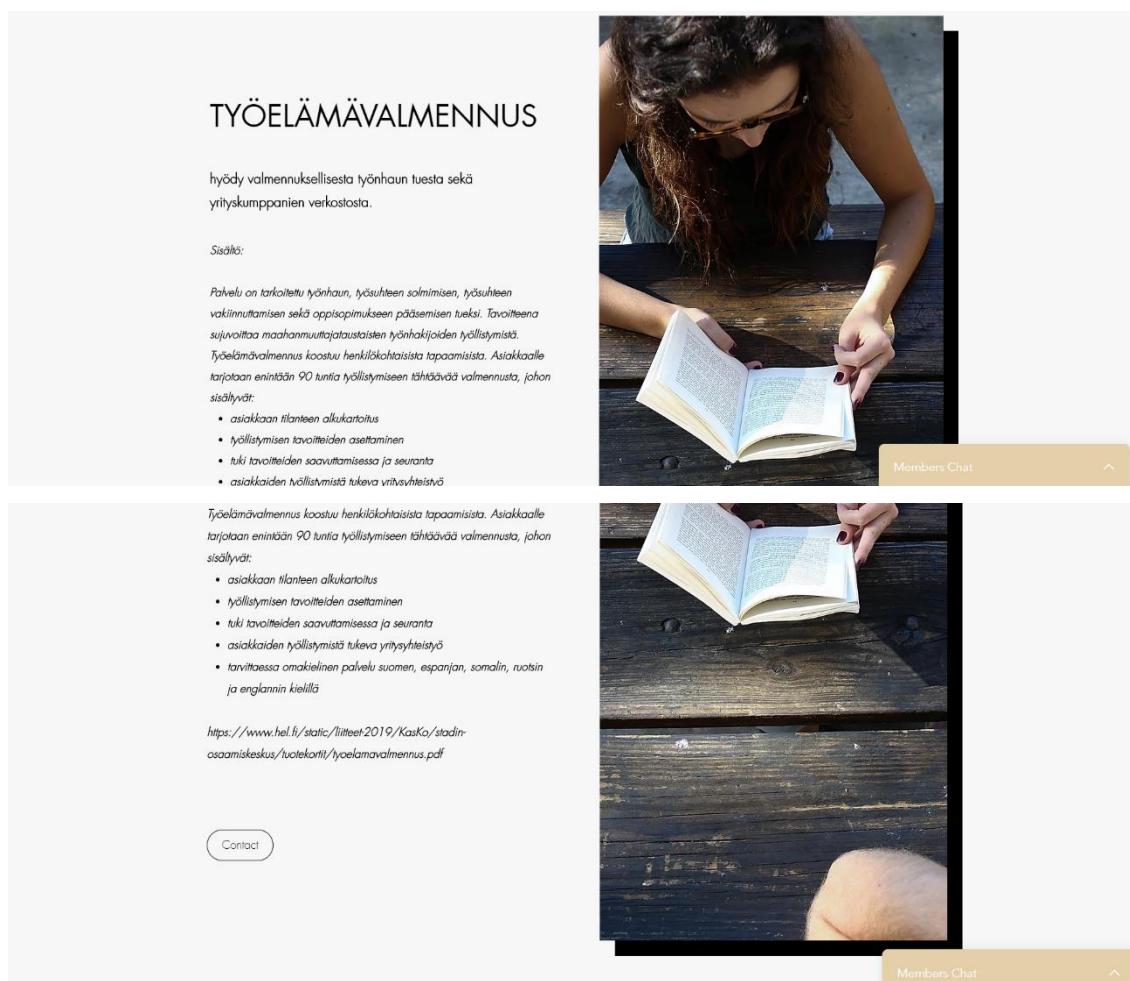 TYÖELÄMÄVALMENNUS
hyödy valmennuksellisesta työnhaun tuesta sekä
yrityskumppanien verkostosta.
Sisältö:
Palvelu on tarkoitettu työnhaun, työsuhteen solmimisen, työsuhteen
vakiinnuttamisen sekä oppisopimukseen pääsemisen tueksi. Tavoitteena
sujuvoittaa maahanmuuttajataustaisten työnhakijoiden työllistymistä.
Työelämävalmennus koostuu henkilökohtaisista tapaamisista. Asiakkaalle
tarjotaan enintään 90 tuntia työllistymiseen tähtäävää valmennusta, johon
sisältyvät:
• asiakkaan tilanteen alkukartoitus
• työllistymisen tavoitteiden asettaminen
• tuki tavoitteiden saavuttamisessa ja seuranta
• asiakkaiden työllistymistä tukeva yritysyhteistyö
Members Chat
Työelämävalmennus koostuu henkilökohtaisista tapaamisista. Asiakkaalle
tarjotaan enintään 90 tuntia työllistymiseen tähtäävää valmennusta, johon
sisältyvät:
• asiakkaan tilanteen alkukartoitus
• työllistymisen tavoitteiden asettaminen
• tuki tavoitteiden saavuttamisessa ja seuranta
• asiakkaiden työllistymistä tukeva yritysyhteistyö
• tarvittaessa omakielinen palvelu suomen, espanjan, somalin, ruotsin
ja englannin kielillä
https://www.hel.fi/static/liitteet-2019/KasKo/stadin-
osaamiskeskus/tuotekortit/tyoelamavalmennus.pdf
Contact
Members Chat